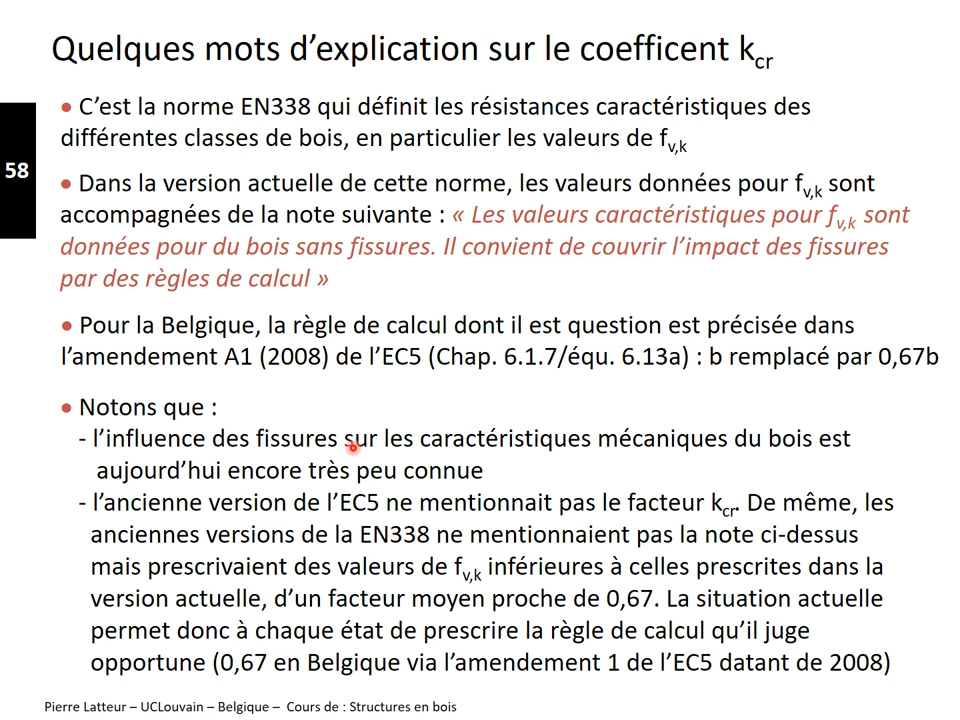 Quelques mots d’explication sur le coefficent kcr
• C’est la norme EN338 qui définit les résistances caractéristiques des
différentes classes de bois, en particulier les valeurs de fv,k
58
• Dans la version actuelle de cette norme, les valeurs données pour fv,k sont
accompagnées de la note suivante : « Les valeurs caractéristiques pour fv,k sont
données pour du bois sans fissures. Il convient de couvrir l’impact des fissures
par des règles de calcul »
• Pour la Belgique, la règle de calcul dont il est question est précisée dans
l’amendement A1 (2008) de l’EC5 (Chap. 6.1.7/équ. 6.13a) : b remplacé par 0,67b
• Notons que :
- l’influence des fissures sur les caractéristiques mécaniques du bois est
aujourd’hui encore très peu connue
- l’ancienne version de l’EC5 ne mentionnait pas le facteur kcr. De même, les
anciennes versions de la EN338 ne mentionnaient pas la note ci-dessus
mais prescrivaient des valeurs de fv,k inférieures à celles prescrites dans la
version actuelle, d’un facteur moyen proche de 0,67. La situation actuelle
permet donc à chaque état de prescrire la règle de calcul qu’il juge
opportune (0,67 en Belgique via l’amendement 1 de l’EC5 datant de 2008)
Pierre Latteur – UCLouvain – Belgique – Cours de : Structures en bois